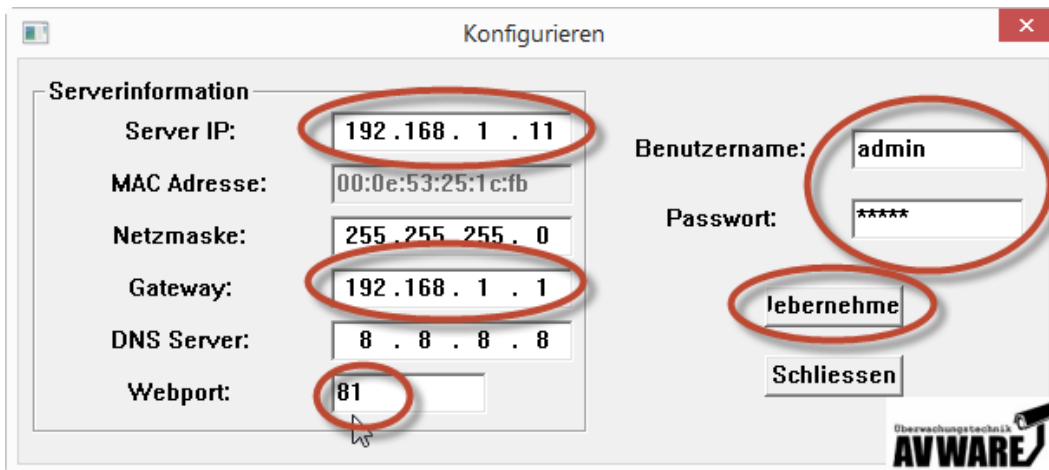 Konfigurieren
Serverinformation
Server IP: 192.168. 1 .11
MAC Adresse: 00:0e:53:25:1c:fb
Netzmaske: 255.255.255. 0
Gateway: 192.168. 1 . 1
DNS Server: 8 . 8 . 8 . 8
Webport: 81
Benutzername: admin
Passwort: *****
Uebernehme
Schliessen
Überwachungstechnik
AVWARE